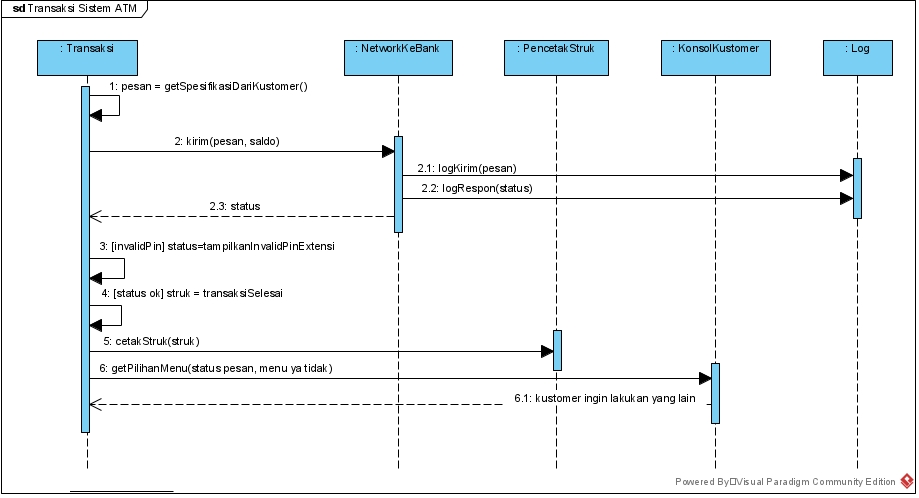 sd Transaksi Sistem ATM
: Transaksi
: NetworkKeBank
: PencetakStruk
: KonsolKustomer
: Log
1: pesan = getSpesifikasiDariKustomer()
2: kirim(pesan, saldo)
2.1: logKirim(pesan)
2.2: logRespon(status)
2.3: status
3: [invalidPin] status=tampilkanInvalidPinExtensi
4: [status ok] struk = transaksiSelesai
5: cetakStruk(struk)
6: getPilihanMenu(status pesan, menu ya tidak)
6.1: kustomer ingin lakukan yang lain
Powered By□Visual Paradigm Community Edition